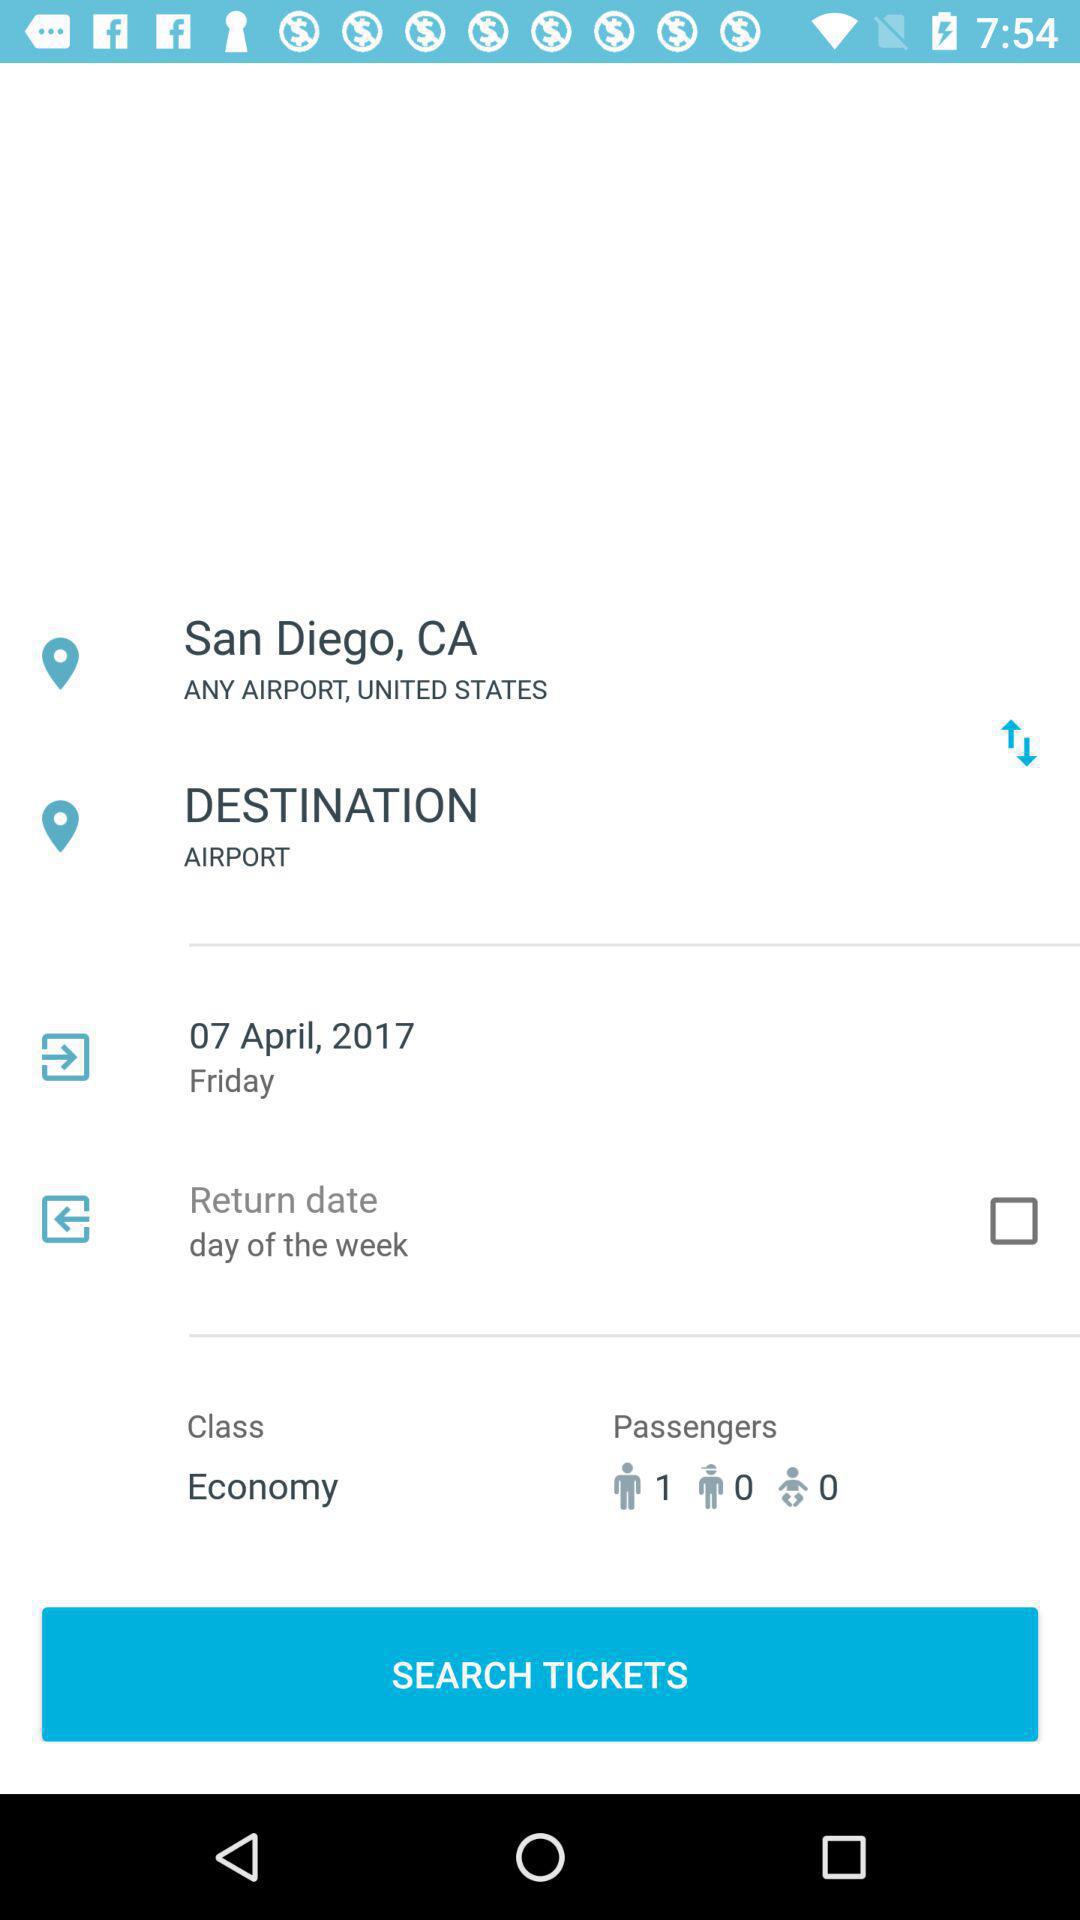 7:54
San Diego, CA
ANY AIRPORT, UNITED STATES
DESTINATION
AIRPORT
07 April, 2017
Friday
Return date
day of the week
Class
Passengers
Economy
1 0 0
SEARCH TICKETS